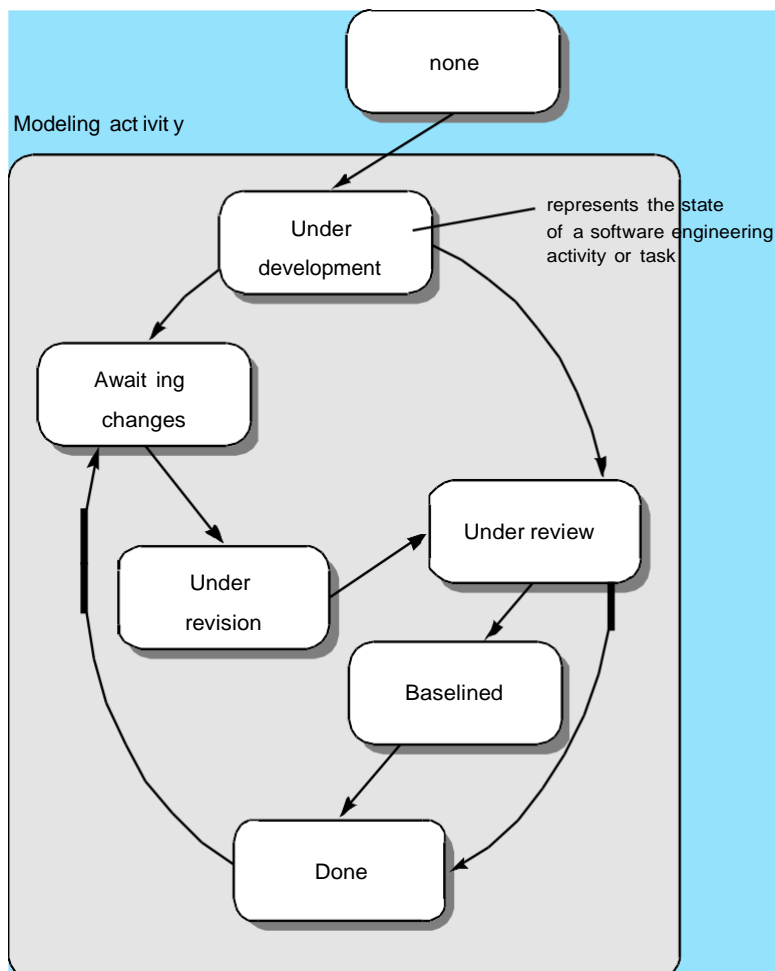 none
Modeling act ivit y
represents the state
of a software engineering
activity or task
Under
development
Await ing
changes
Under review
Under
revision
Baselined
Done